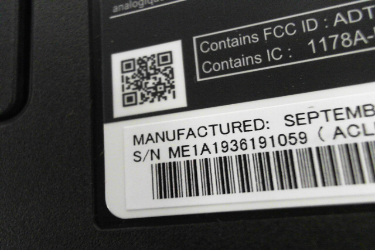 analogique
Contains FCC ID : ADT
Contains IC : 1178A-
MANUFACTURED: SEPTEMB
S/N ME1A1936191059 ( ACL